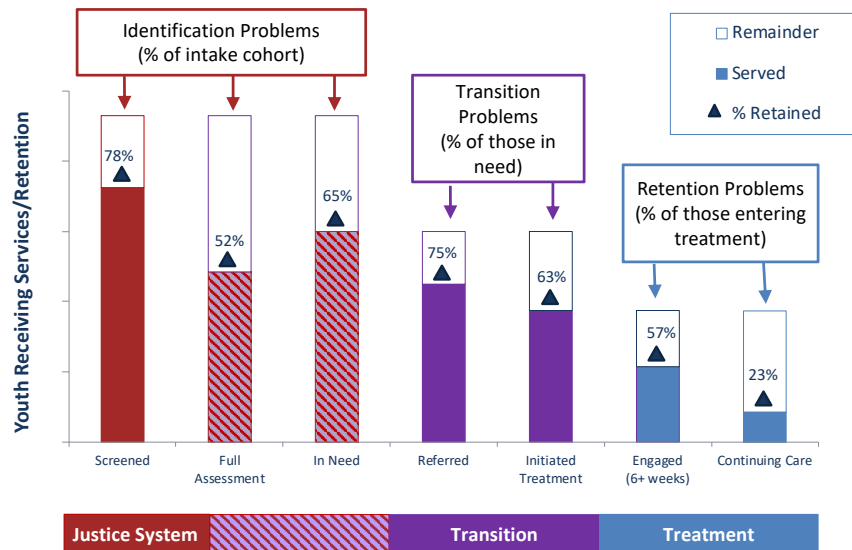 Identification Problems
(% of intake cohort)
Transition
Problems
(% of those in
need)
Retention Problems
(% of those entering
treatment)
Remainder
Served
% Retained
Youth Receiving Services/Retention
78%
52%
65%
75%
63%
57%
23%
Screened
Full
Assessment
In Need
Referred
Initiated
Treatment
Engaged
(6+ weeks)
Continuing Care
Justice System
Transition
Treatment